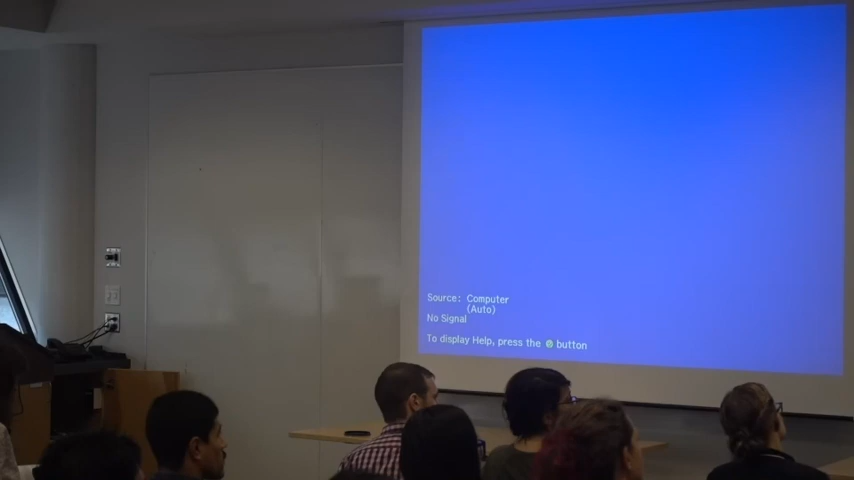 Source: Computer
(Auto)
No Signal
To display Help, press the button